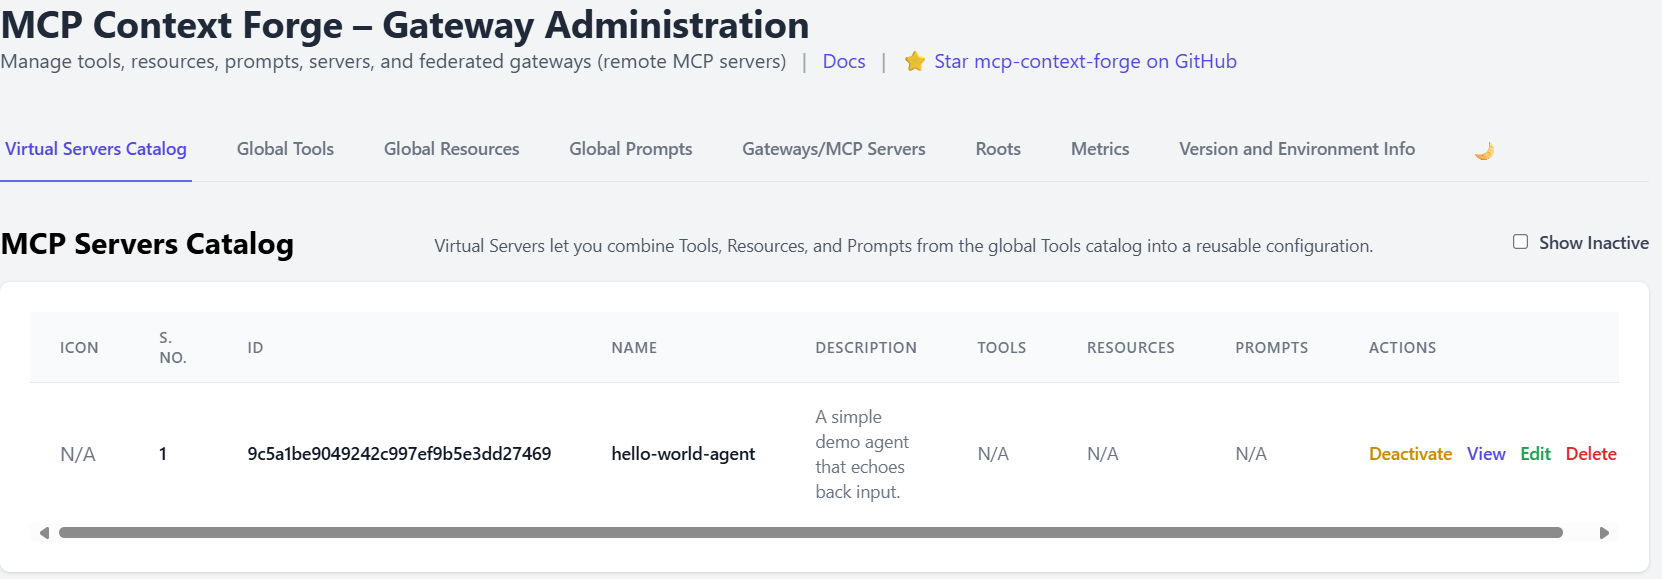 MCP Context Forge – Gateway Administration
Manage tools, resources, prompts, servers, and federated gateways (remote MCP servers) | Docs | ⭐ Star mcp-context-forge on GitHub
Virtual Servers Catalog Global Tools Global Resources Global Prompts Gateways/MCP Servers Roots Metrics Version and Environment Info
MCP Servers Catalog Virtual Servers let you combine Tools, Resources, and Prompts from the global Tools catalog into a reusable configuration. Show Inactive
ICON S. NO. ID NAME DESCRIPTION TOOLS RESOURCES PROMPTS ACTIONS
N/A 1 9c5a1be9049242c997ef9b5e3dd27469 hello-world-agent A simple demo agent that echoes back input. N/A N/A N/A Deactivate View Edit Delete